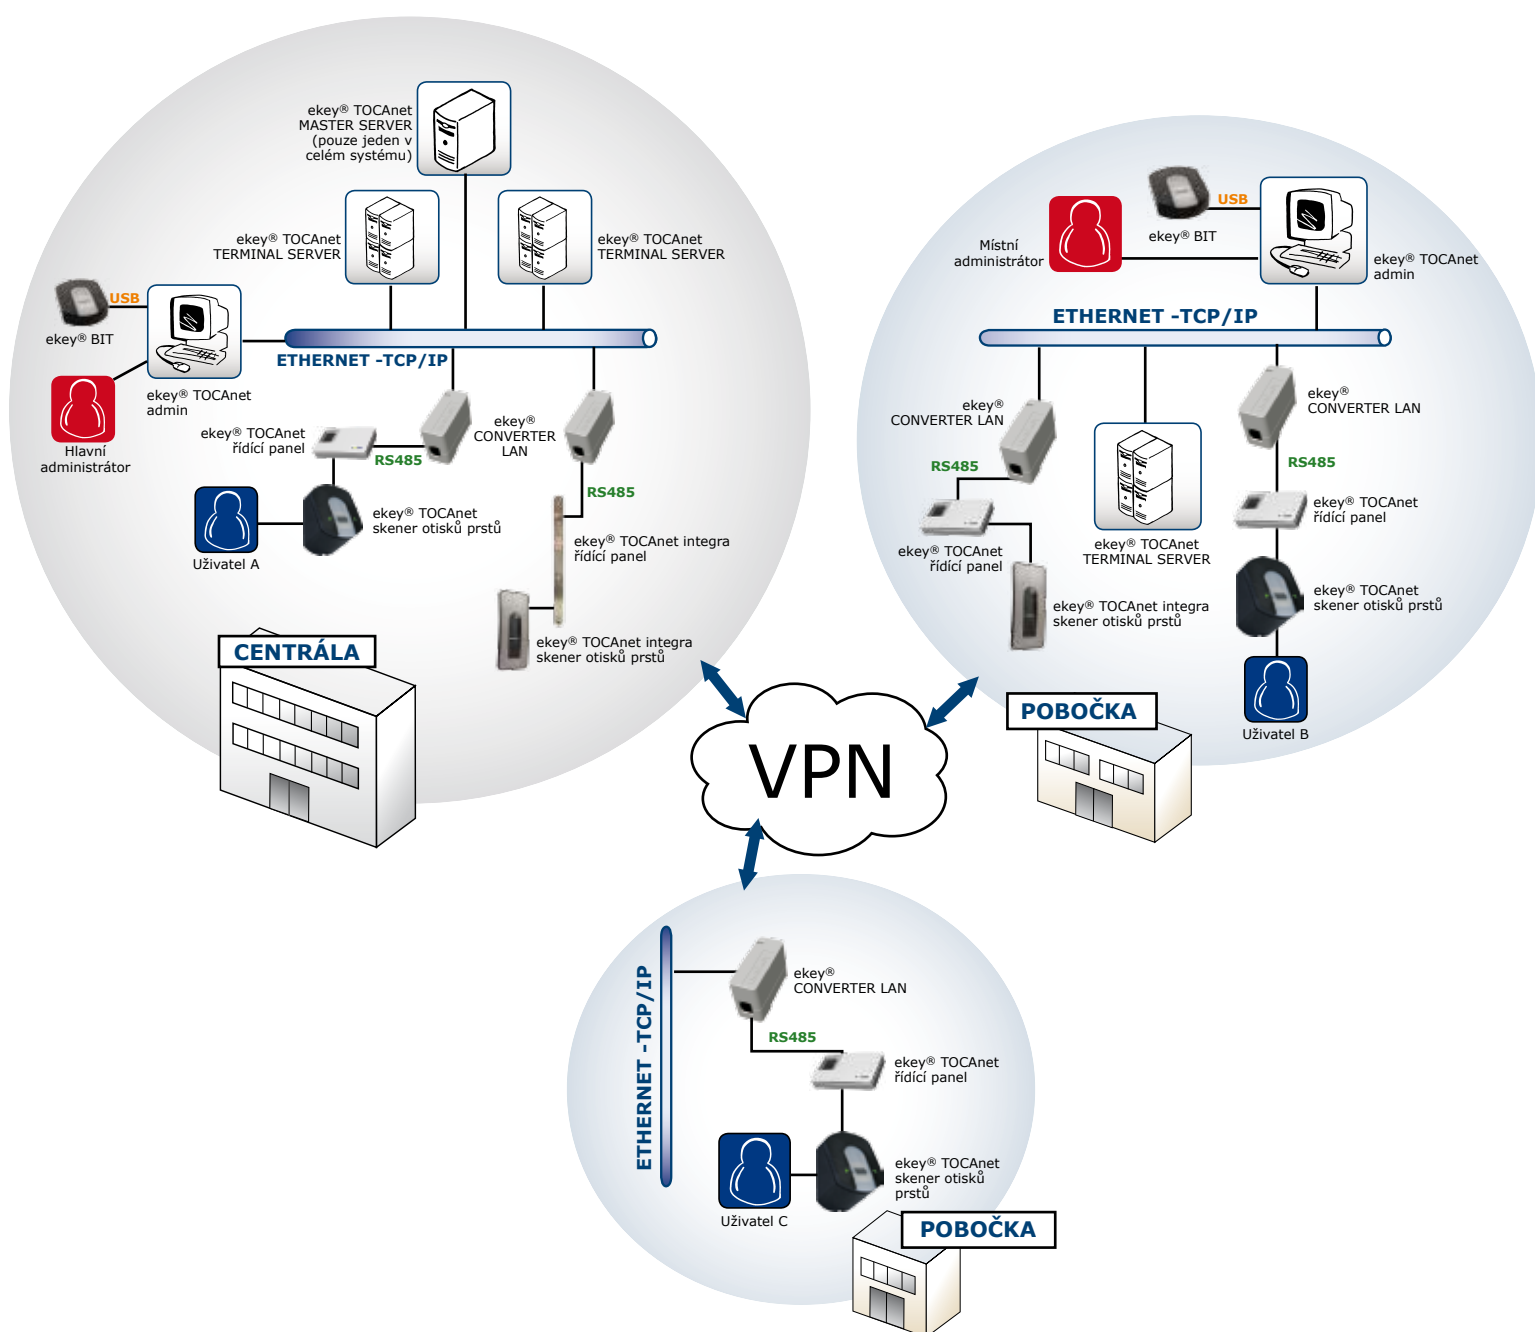 ekey® TOCAnet
MASTER SERVER
(pouze jeden v
celém systému)
ekey® TOCAnet
TERMINAL SERVER
ekey® TOCAnet
TERMINAL SERVER
USB
ekey® BIT
ETHERNET -TCP/IP
ekey® TOCAnet
admin
Hlavní
administrátor
ekey® TOCAnet
řídící panel
RS485
ekey®
CONVERTER
LAN
RS485
ekey® TOCAnet
skener otisků prstů
Uživatel A
ekey® TOCAnet integra
řídící panel
ekey® TOCAnet integra
skener otisků prstů
CENTRÁLA
USB
ekey® BIT
Místní
administrátor
ekey® TOCAnet
admin
ETHERNET -TCP/IP
ekey®
CONVERTER LAN
ekey®
CONVERTER LAN
RS485
RS485
ekey® TOCAnet
řídící panel
ekey® TOCAnet
řídící panel
ekey® TOCAnet
TERMINAL SERVER
ekey® TOCAnet integra
skener otisků prstů
ekey® TOCAnet
skener otisků prstů
Uživatel B
POBOČKA
VPN
ETHERNET -TCP/IP
ekey®
CONVERTER LAN
RS485
ekey® TOCAnet
řídící panel
ekey® TOCAnet
skener otisků
prstů
Uživatel C
POBOČKA